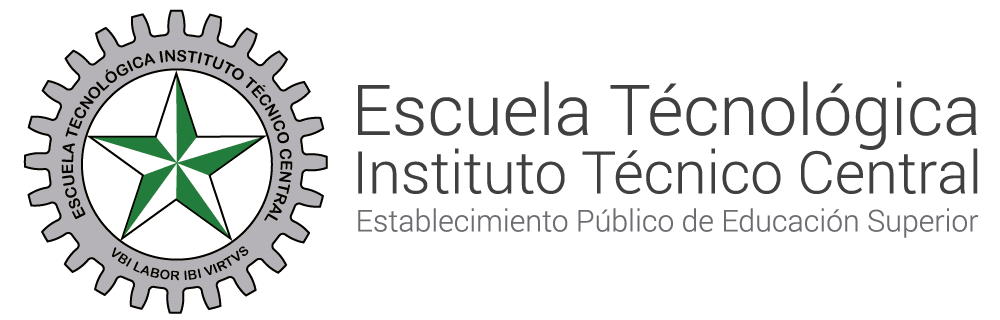 ESCUELA TECNOLÓGICA INSTITUTO TÉCNICO CENTRAL
VBI LABOR IBI VIRTVS
Escuela Técnológica
Instituto Técnico Central
Establecimiento Público de Educación Superior